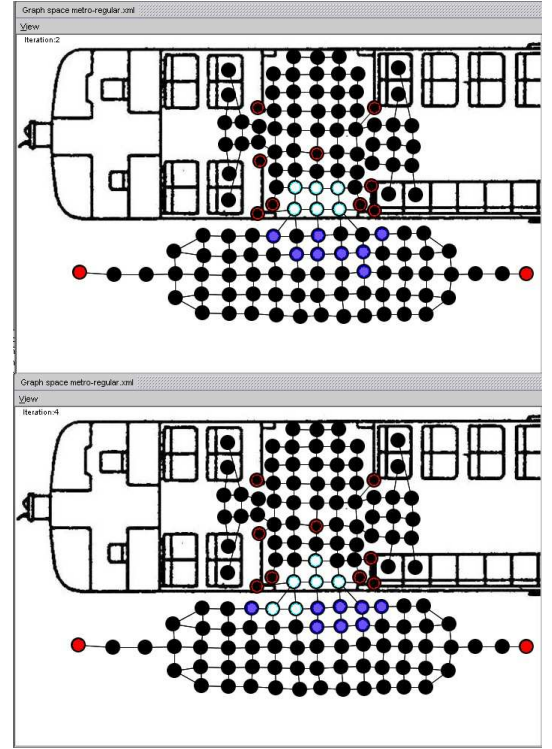 Graph space metro-regular.xml
View
Iteration:2
Graph space metro-regular.xml
View
Iteration:4